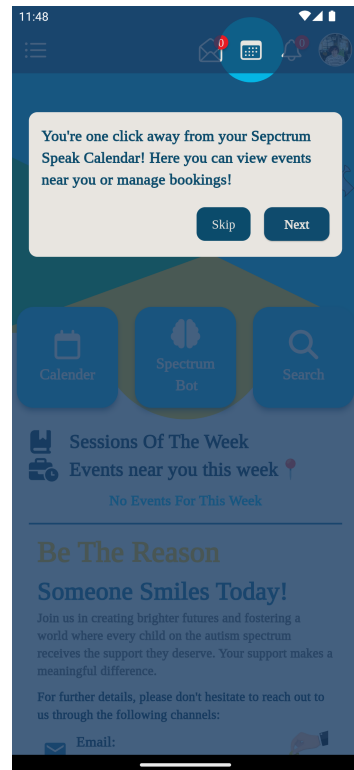 11:48
0
0
You're one click away from your Sepctrum
Speak Calendar! Here you can view events
near you or manage bookings!
Skip
Next
Calender
Spectrum
Bot
Search
Sessions Of The Week
Events near you this week
No Events For This Week
Be The Reason
Someone Smiles Today!
Join us in creating brighter futures and fostering a
world where every child on the autism spectrum
receives the support they deserve. Your support makes a
meaningful difference.
For further details, please don't hesitate to reach out to
us through the following channels:
Email: